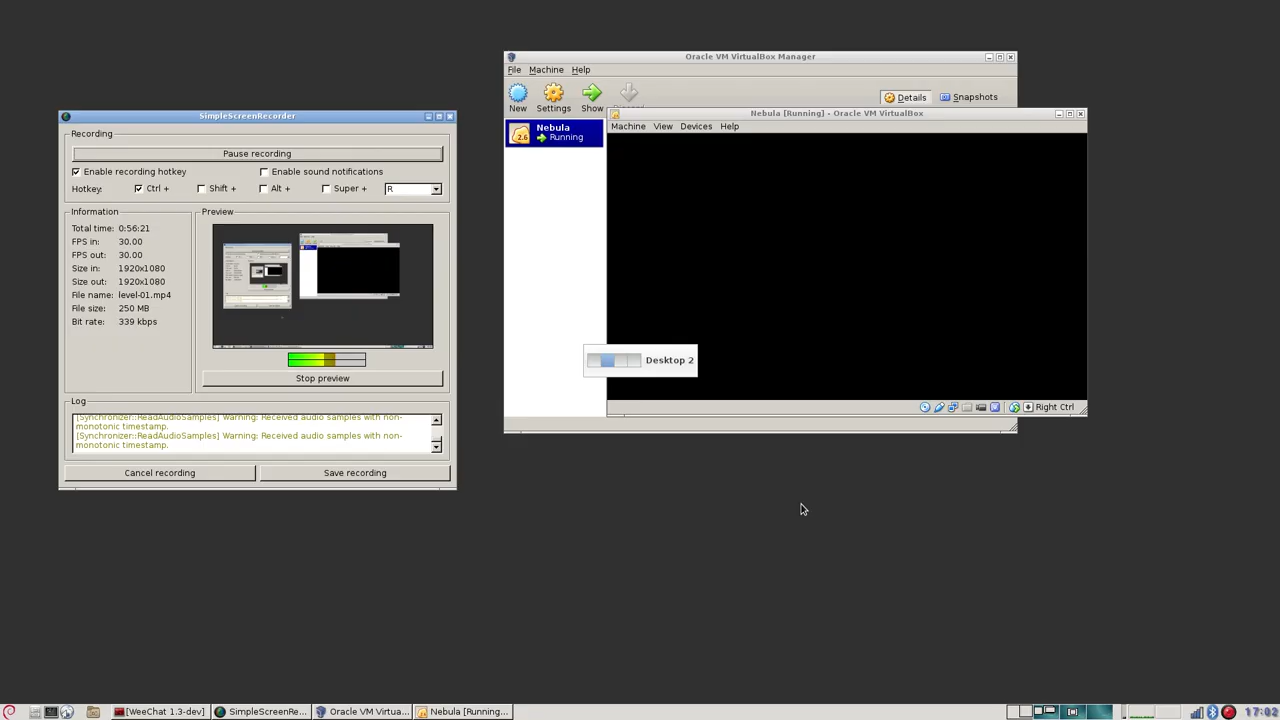 SimpleScreenRecorder
Recording
Pause recording
Enable recording hotkey
Enable sound notifications
Hotkey:
Ctrl +
Shift +
Alt +
Super +
R
Information
Total time: 0:56:21
FPS in: 30.00
FPS out: 30.00
Size in: 1920x1080
Size out: 1920x1080
File name: level-01.mp4
File size: 250 MB
Bit rate: 339 kbps
Preview
Stop preview
Log
[Synchronizer::ReadAudioSamples] Warning: Received audio samples with non-
monotonic timestamp.
[Synchronizer::ReadAudioSamples] Warning: Received audio samples with non-
monotonic timestamp.
Cancel recording
Save recording
Oracle VM VirtualBox Manager
File Machine Help
New Settings Show
Details
Snapshots
2.6
Nebula
Running
Nebula [Running] - Oracle VM VirtualBox
Machine View Devices Help
Desktop 2
Right Ctrl
[WeeChat 1.3-dev]
SimpleScreenRe...
Oracle VM Virtua...
Nebula [Running...
17:02